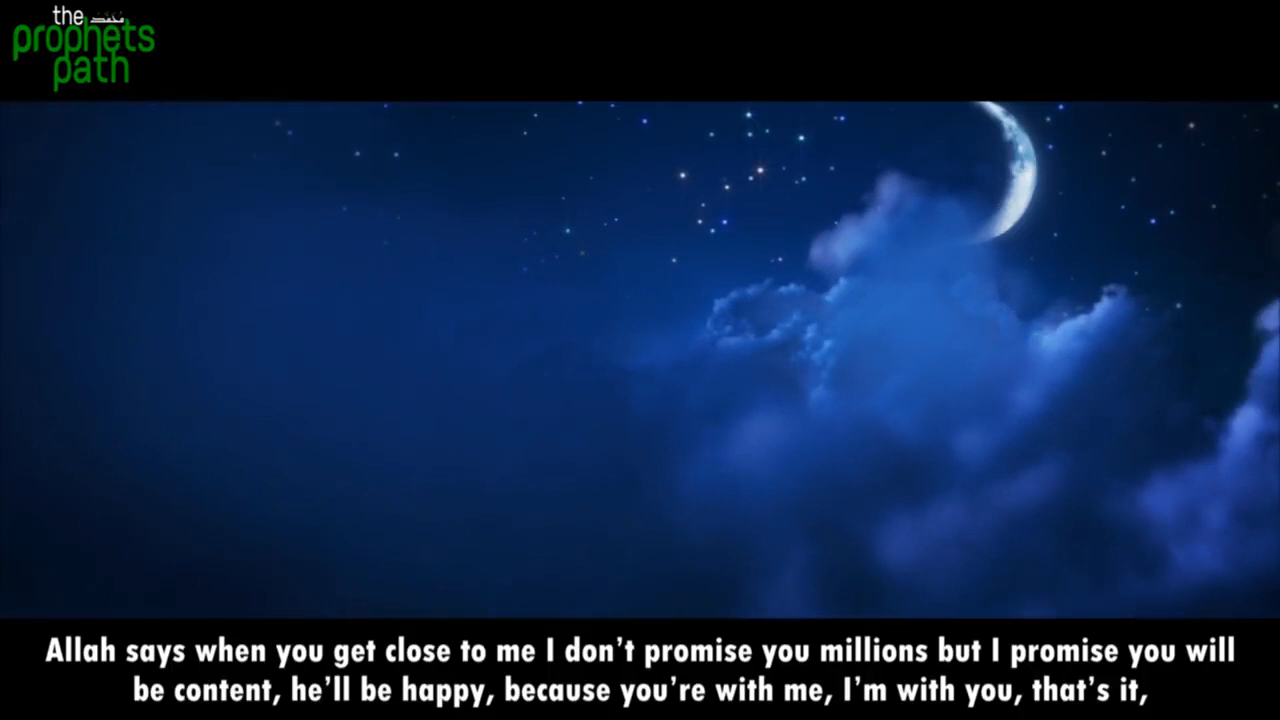 the محمد
prophets
path
Allah says when you get close to me I don't promise you millions but I promise you will
be content, he'll be happy, because you're with me, I'm with you, that's it,